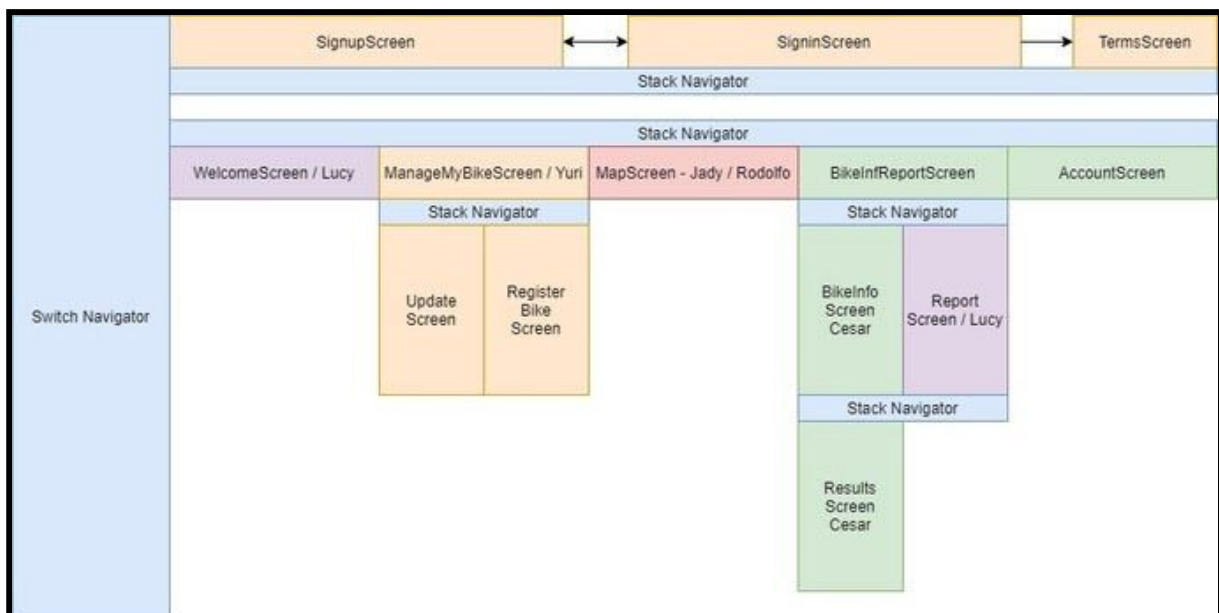 SignupScreen
SigninScreen
TermsScreen
Stack Navigator
Stack Navigator
WelcomeScreen / Lucy
ManageMyBikeScreen / Yuri
MapScreen - Jady / Rodolfo
BikeInfReportScreen
AccountScreen
Stack Navigator
Stack Navigator
Switch Navigator
Update
Screen
Register
Bike
Screen
BikeInfo
Screen
Cesar
Report
Screen / Lucy
Stack Navigator
Results
Screen
Cesar